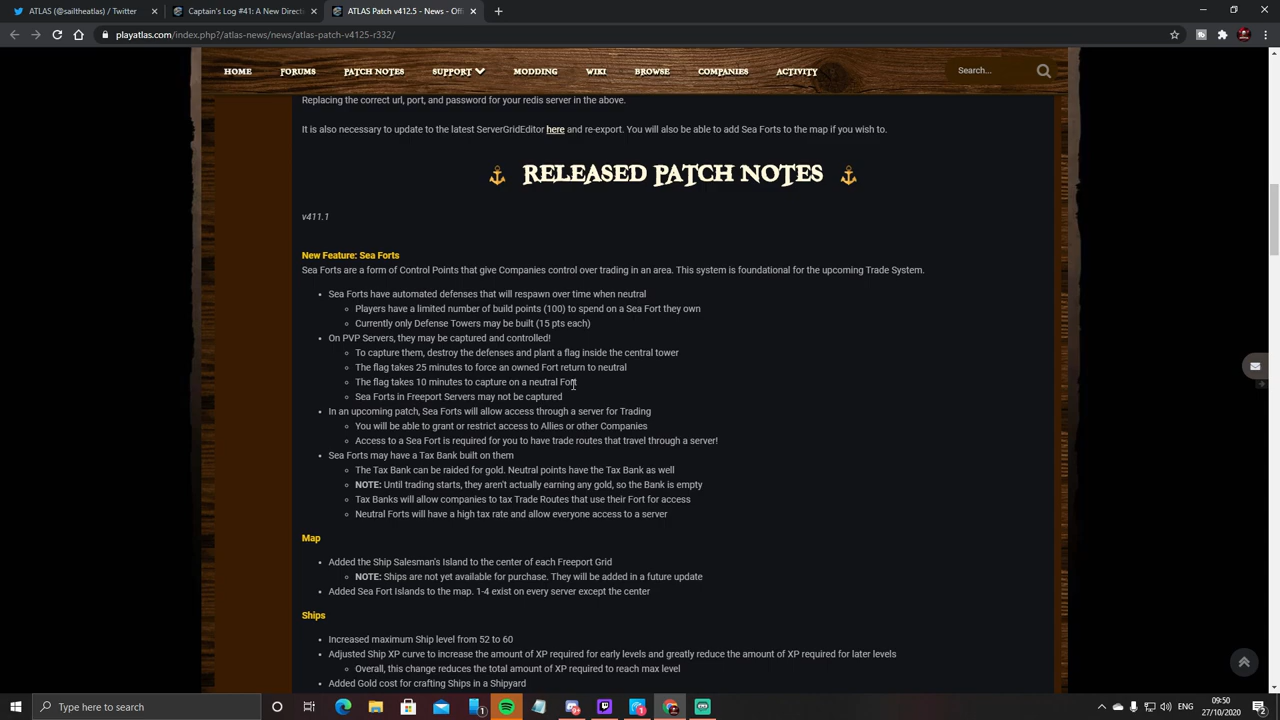 ATLAS (@...) / Twitter
Cat's Log #41: A Trader's Life for M
ATLAS (@theatlasdev) / Twitter
v412.5 - News - ATLAS
playatlas.com/index.php?/news/news/atlas-patch-v4125-r332/
HOME FORUMS PATCH NOTES SUPPORT MODDING WIKI BROWSE COMPANIES ACTIVITY Search...
Replacing the correct url, port, and password for your redis server in the above.
It is also necessary to update to the latest ServerGridEditor here and re-export. You will also be able to add Sea Forts to the map if you wish to.
RELEASED PATCH NOTES
v411.1
New Feature: Sea Forts
Sea Forts are a form of Control Points that give Companies control over trading in an area. This system is foundational for the upcoming Trade System.
Sea Forts have automated defenses that will respawn over time when neutral
Players have a limited number of build points (100) to spend on a Sea Fort they own
Currently only Defense Towers may be built (15 pts each)
On PVP Servers, they may be captured and controlled!
To capture them, destroy the defenses and plant a flag inside the central tower
The flag takes 25 minutes to force an owned Fort return to neutral
The flag takes 10 minutes to capture on a neutral Fort
Sea Forts in Freeport Servers may not be captured
In an upcoming patch, Sea Forts will allow access through a server for Trading
You will be able to grant or restrict access to Allies or other Companies
Access to a Sea Fort is required for you to have trade routes that travel through a server!
Sea Forts may have a Tax Bank built on them
The Tax Bank can be raided for gold. Neutral points have the Tax Bank as well
NOTE: Until trading starts, they aren't actually earning any gold, so the Bank is empty
Tax Banks will allow companies to tax Trade Routes that use their Fort for access
Neutral Forts will have a high tax rate and allow everyone access to a server
Map
Added the Ship Salesman's Island to the center of each Freeport Grid
NOTE: Ships are not yet available for purchase. They will be added in a future update
Added Sea Fort Islands to the map. 1-4 exist on every server except the center
Ships
Increased maximum Ship level from 52 to 60
Adjusted Ship XP curve to increase the amount of XP required for early levels and greatly reduce the amount of XP required for later levels
Overall, this change reduces the total amount of XP required to reach max level
Added Gold cost for crafting Ships in a Shipyard
Type here to search
09:50
27/10/2020